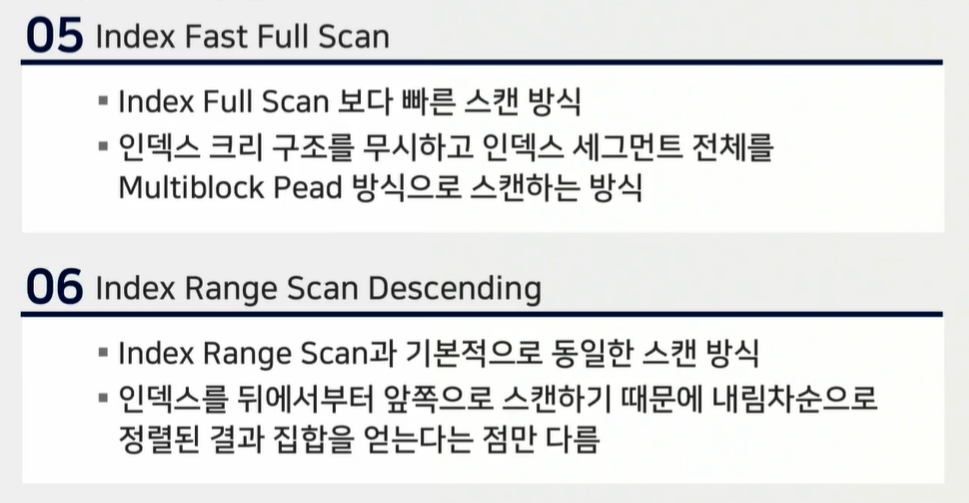 05 Index Fast Full Scan
▪ Index Full Scan 보다 빠른 스캔 방식
▪ 인덱스 크리 구조를 무시하고 인덱스 세그먼트 전체를
Multiblock Pead 방식으로 스캔하는 방식
06 Index Range Scan Descending
▪ Index Range Scan과 기본적으로 동일한 스캔 방식
▪ 인덱스를 뒤에서부터 앞쪽으로 스캔하기 때문에 내림차순으로
정렬된 결과 집합을 얻는다는 점만 다름